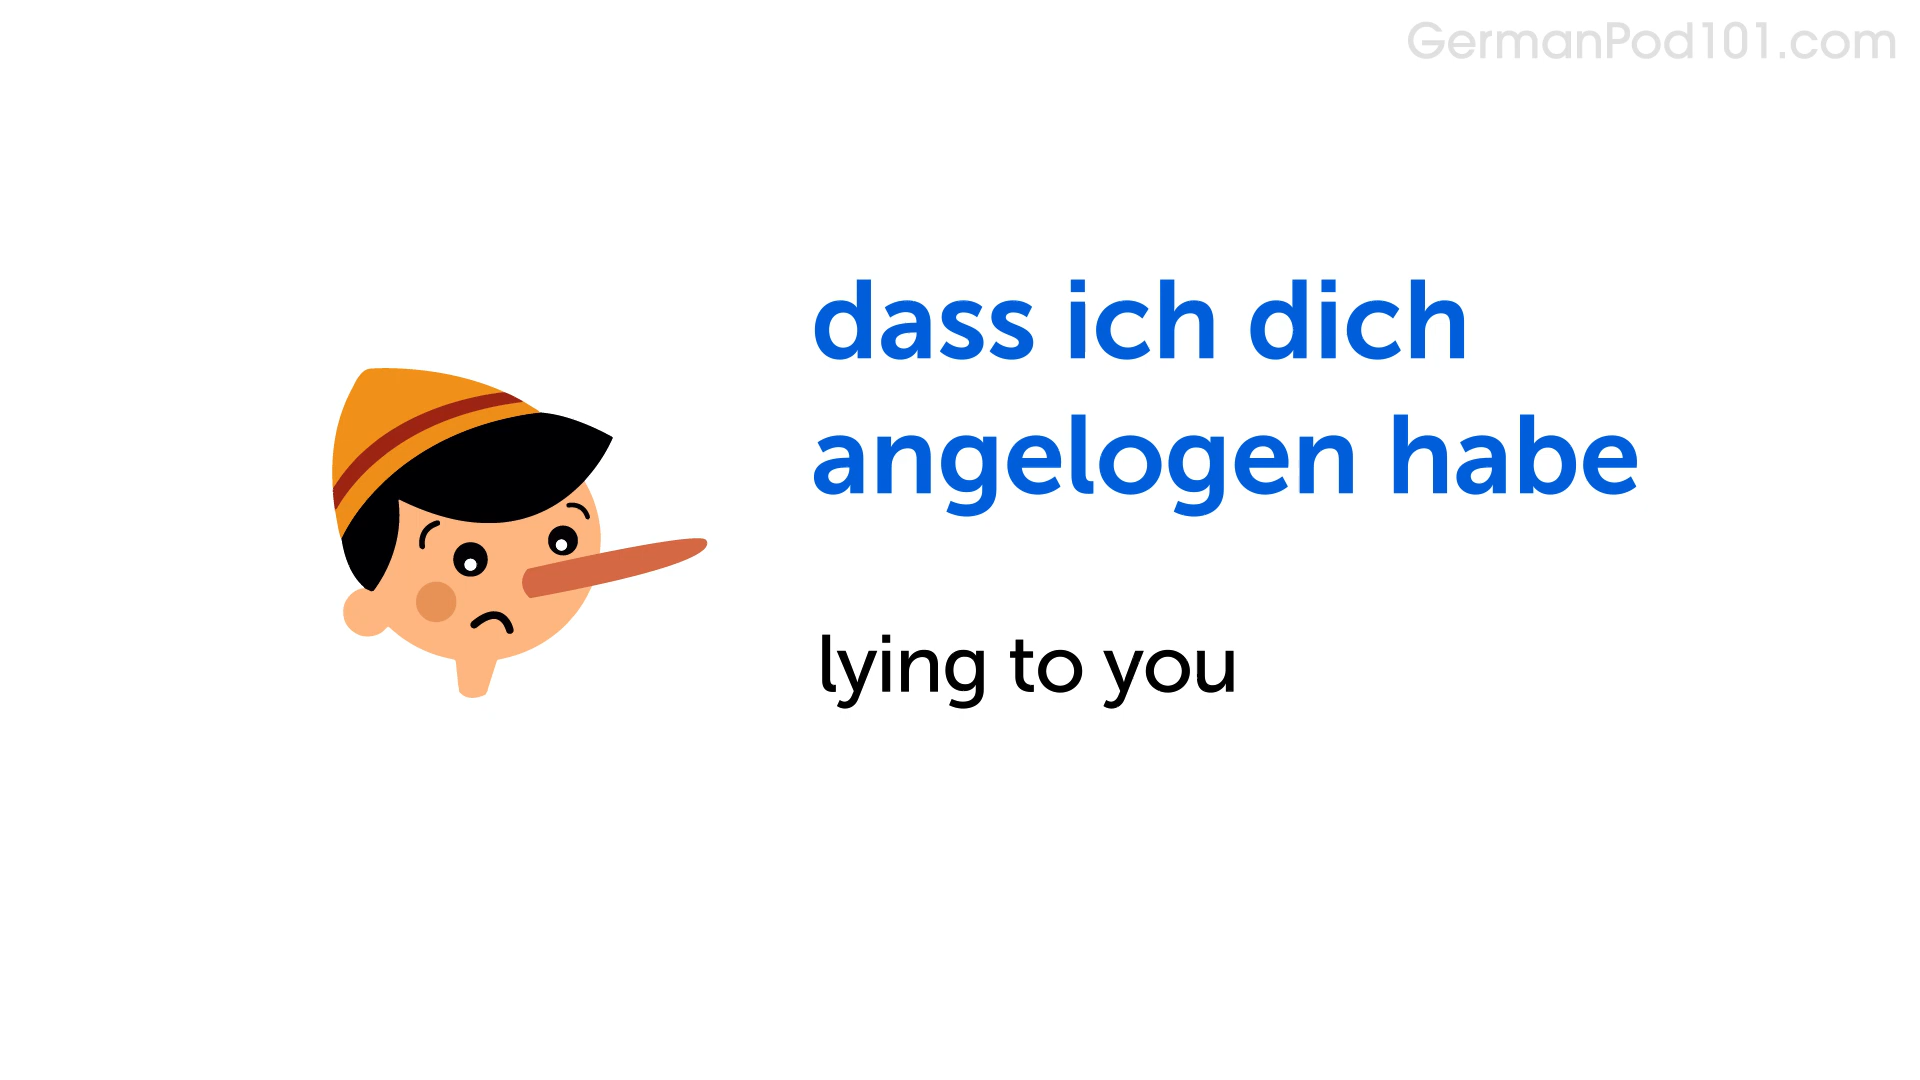 GermanPod101.com
dass ich dich
angelogen habe
lying to you